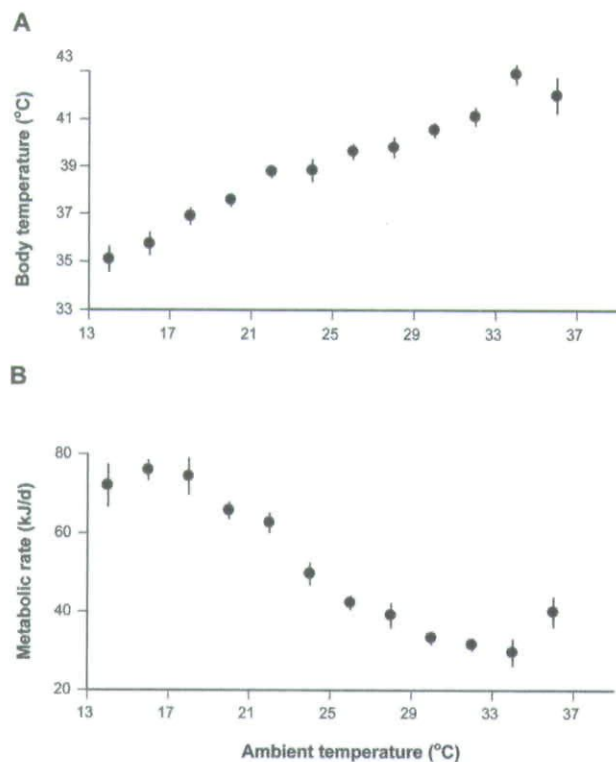 A
Body temperature (°C)
43
41
39
37
35
33
13 17 21 25 29 33 37
B
Metabolic rate (kJ/d)
80
60
40
20
13 17 21 25 29 33 37
Ambient temperature (°C)